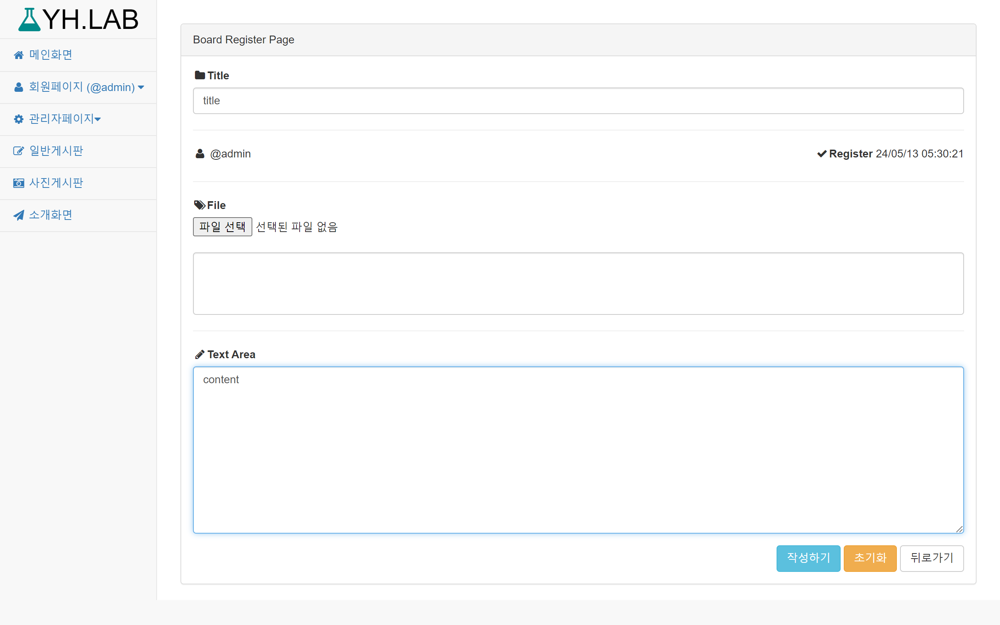 YH.LAB
메인화면
회원페이지 (@admin)
관리자페이지
일반게시판
사진게시판
소개화면
Board Register Page
Title
title
@admin
Register 24/05/13 05:30:21
File
파일 선택 선택된 파일 없음
Text Area
content
작성하기 초기화 뒤로가기